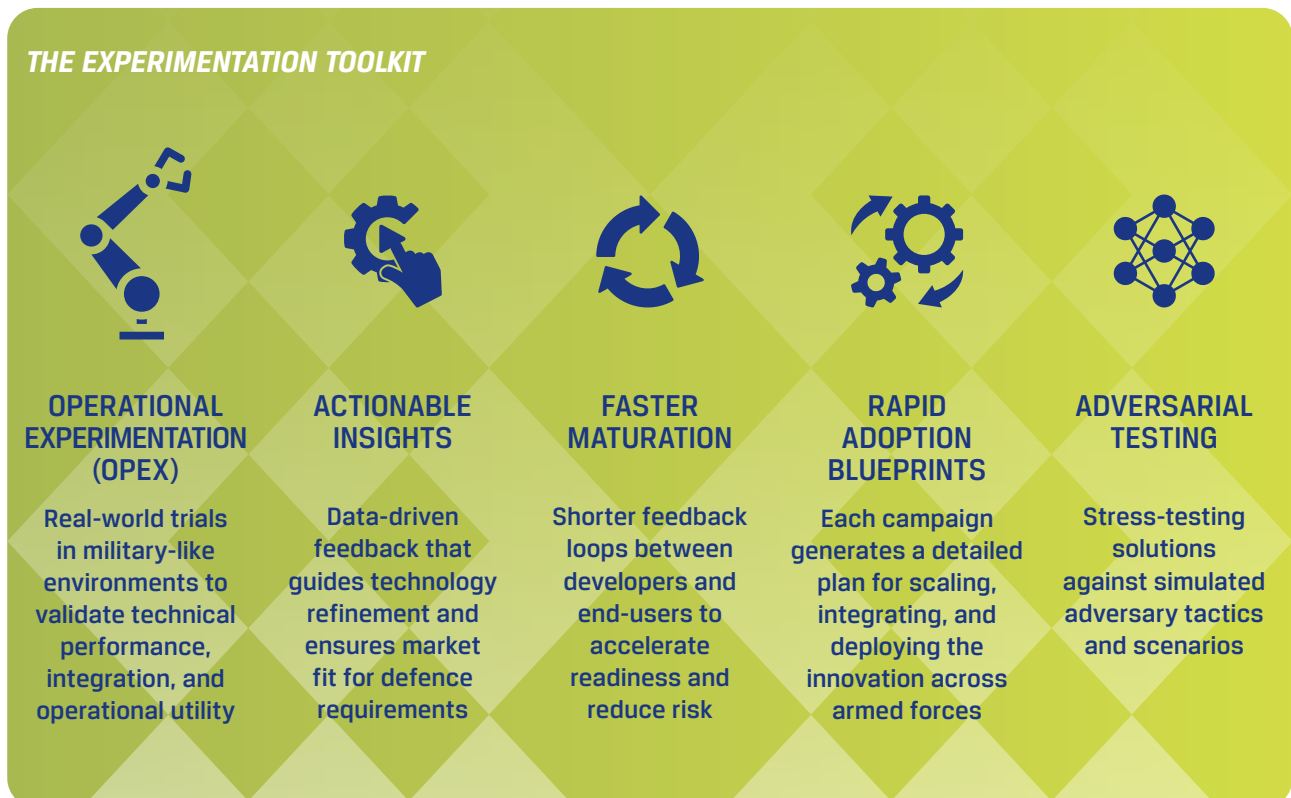 THE EXPERIMENTATION TOOLKIT
OPERATIONAL
EXPERIMENTATION
(OPEX)
Real-world trials
in military-like
environments to
validate technical
performance,
integration, and
operational utility
ACTIONABLE
INSIGHTS
Data-driven
feedback that
guides technology
refinement and
ensures market
fit for defence
requirements
FASTER
MATURATION
Shorter feedback
loops between
developers and
end-users to
accelerate
readiness and
reduce risk
RAPID
ADOPTION
BLUEPRINTS
Each campaign
generates a detailed
plan for scaling,
integrating, and
deploying the
innovation across
armed forces
ADVERSARIAL
TESTING
Stress-testing
solutions
against simulated
adversary tactics
and scenarios